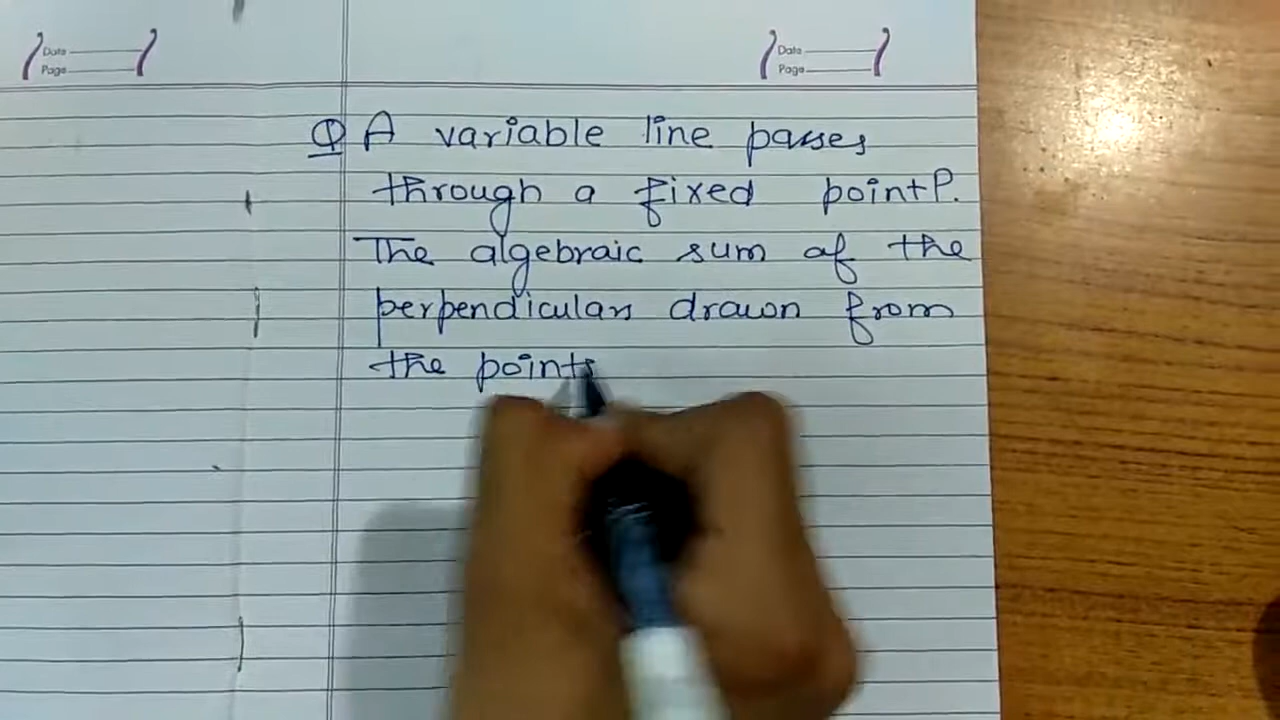 Date
Page
Date
Page
Q A variable line passes
through a fixed point P.
The algebraic sum of the
perpendiculars drawn from
the points